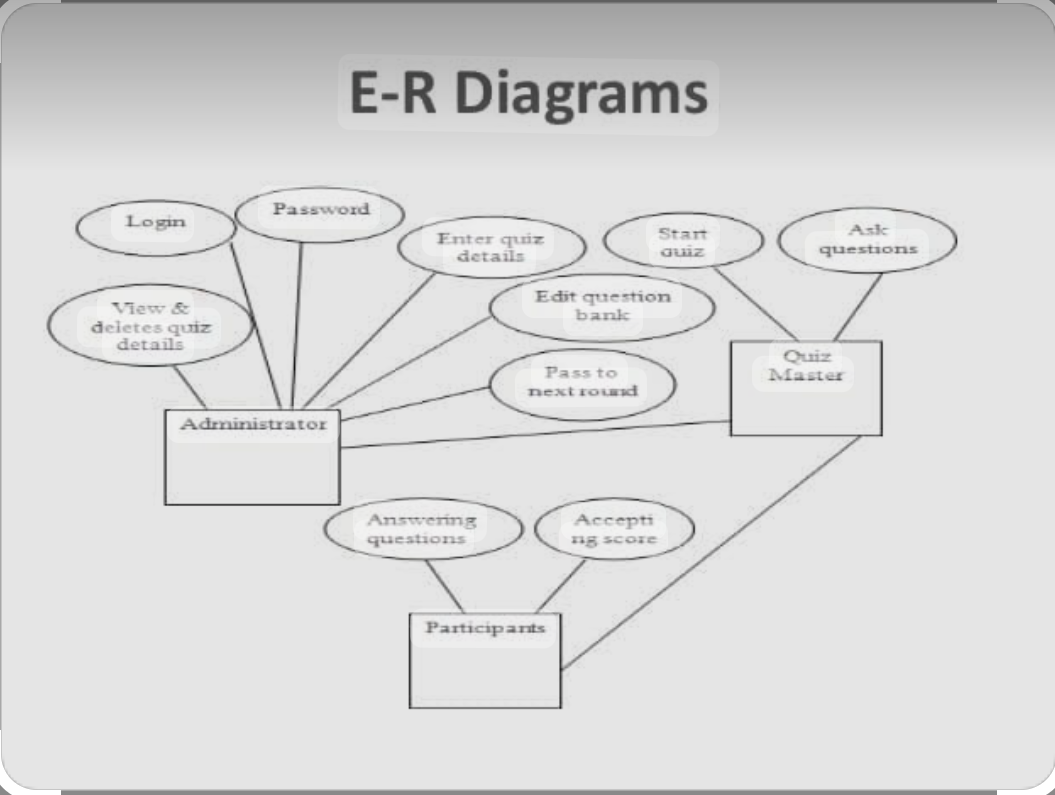 E-R Diagrams
Login
Password
Enter quiz
details
Start
quiz
Ask
questions
View &
deletes quiz
details
Edit question
bank
Pass to
next round
Quiz
Master
Administrator
Answering
questions
Accepti
ng score
Participants